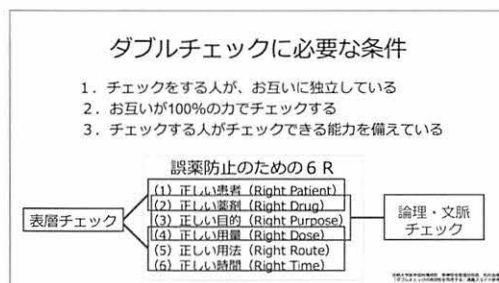 ダブルチェックに必要な条件
1．チェックをする人が、お互いに独立している
2．お互いが100%の力でチェックする
3．チェックする人がチェックできる能力を備えている
誤薬防止のための６R
(1) 正しい患者（Right Patient）
(2) 正しい薬剤（Right Drug）
(3) 正しい目的（Right Purpose）
(4) 正しい用量（Right Dose）
(5) 正しい用法（Right Route）
(6) 正しい時間（Right Time）
表層チェック
論理・文脈
チェック